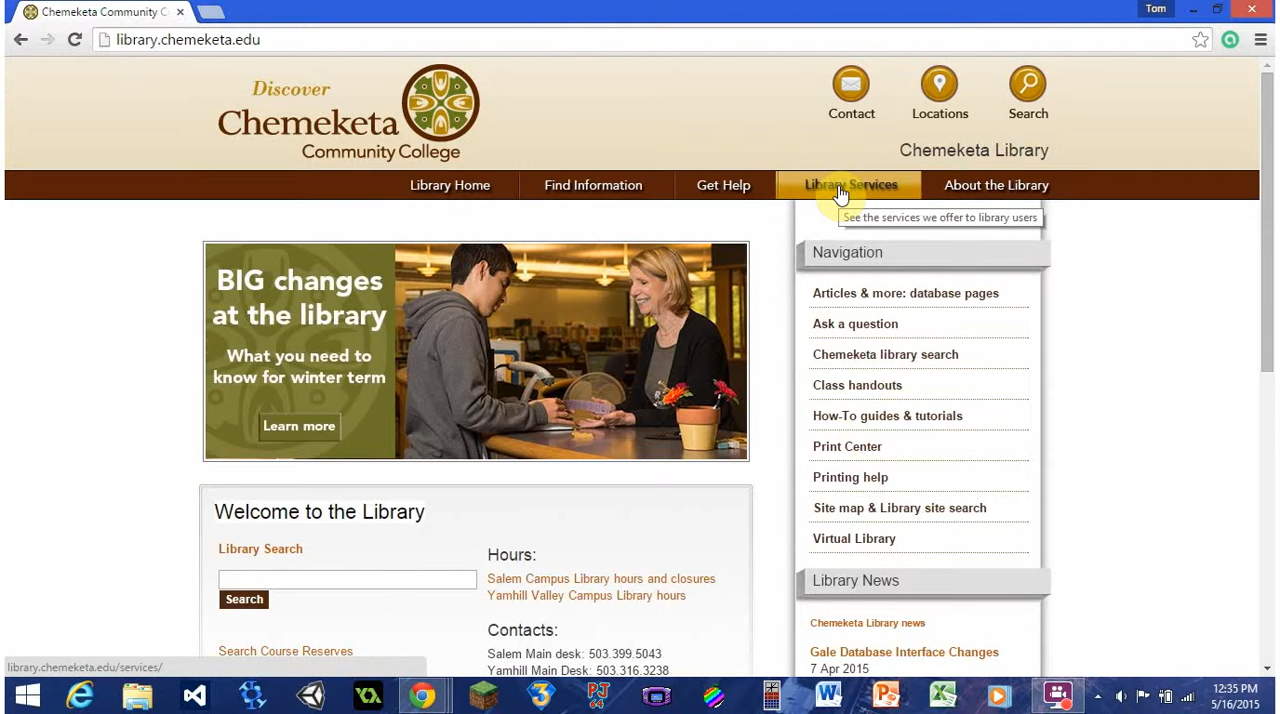 Chemeketa Community C
Tom
library.chemeketa.edu
Discover
Chemeketa
Community College
Contact
Locations
Search
Chemeketa Library
Library Home
Find Information
Get Help
Library Services
About the Library
See the services we offer to library users
BIG changes
at the library
What you need to
know for winter term
Learn more
Navigation
Articles & more: database pages
Ask a question
Chemeketa library search
Class handouts
How-To guides & tutorials
Print Center
Printing help
Site map & Library site search
Virtual Library
Welcome to the Library
Library Search
Search
Search Course Reserves
Hours:
Salem Campus Library hours and closures
Yamhill Valley Campus Library hours
Contacts:
Salem Main desk: 503.399.5043
Yamhill Main Desk: 503.316.3238
Library News
Chemeketa Library news
Gale Database Interface Changes
7 Apr 2015
library.chemeketa.edu/services/
12:35 PM
5/16/2015